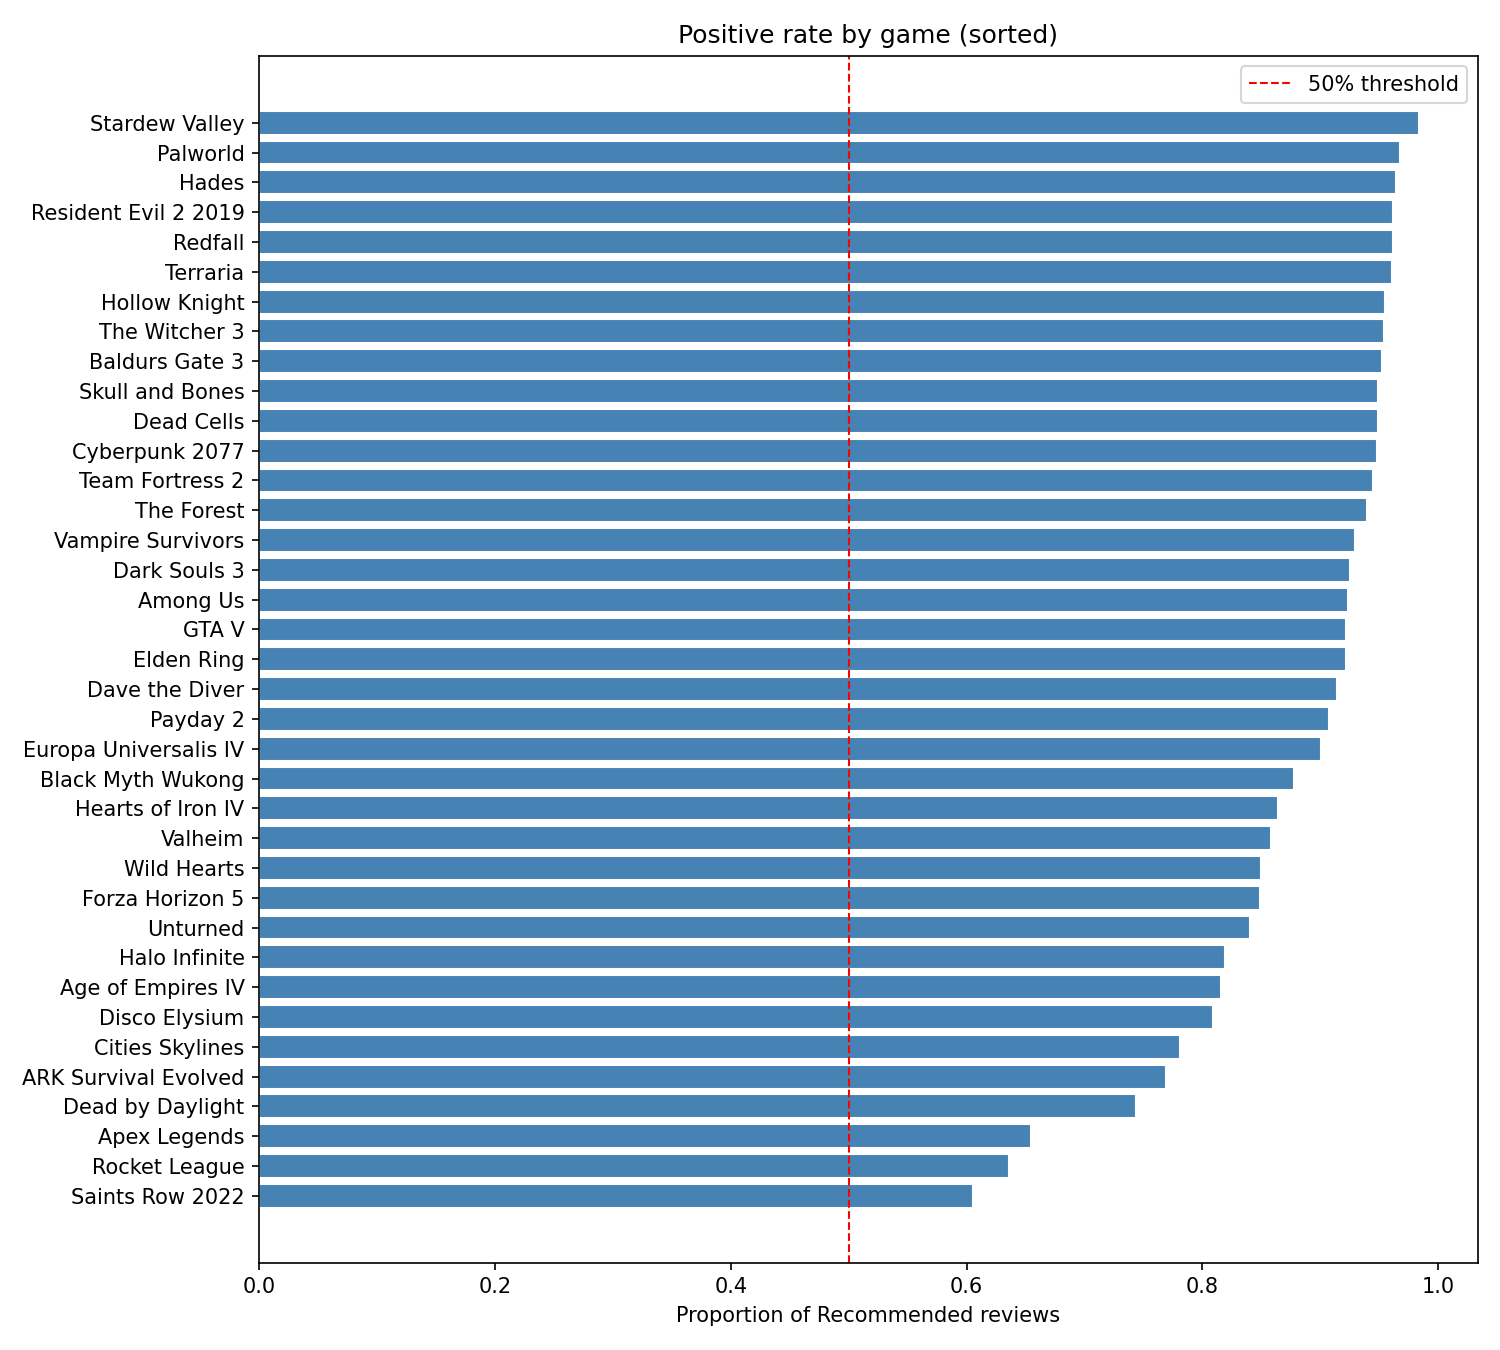 Positive rate by game (sorted)
50% threshold
Stardew Valley
Palworld
Hades
Resident Evil 2 2019
Redfall
Terraria
Hollow Knight
The Witcher 3
Baldurs Gate 3
Skull and Bones
Dead Cells
Cyberpunk 2077
Team Fortress 2
The Forest
Vampire Survivors
Dark Souls 3
Among Us
GTA V
Elden Ring
Dave the Diver
Payday 2
Europa Universalis IV
Black Myth Wukong
Hearts of Iron IV
Valheim
Wild Hearts
Forza Horizon 5
Unturned
Halo Infinite
Age of Empires IV
Disco Elysium
Cities Skylines
ARK Survival Evolved
Dead by Daylight
Apex Legends
Rocket League
Saints Row 2022
0.0 0.2 0.4 0.6 0.8 1.0
Proportion of Recommended reviews